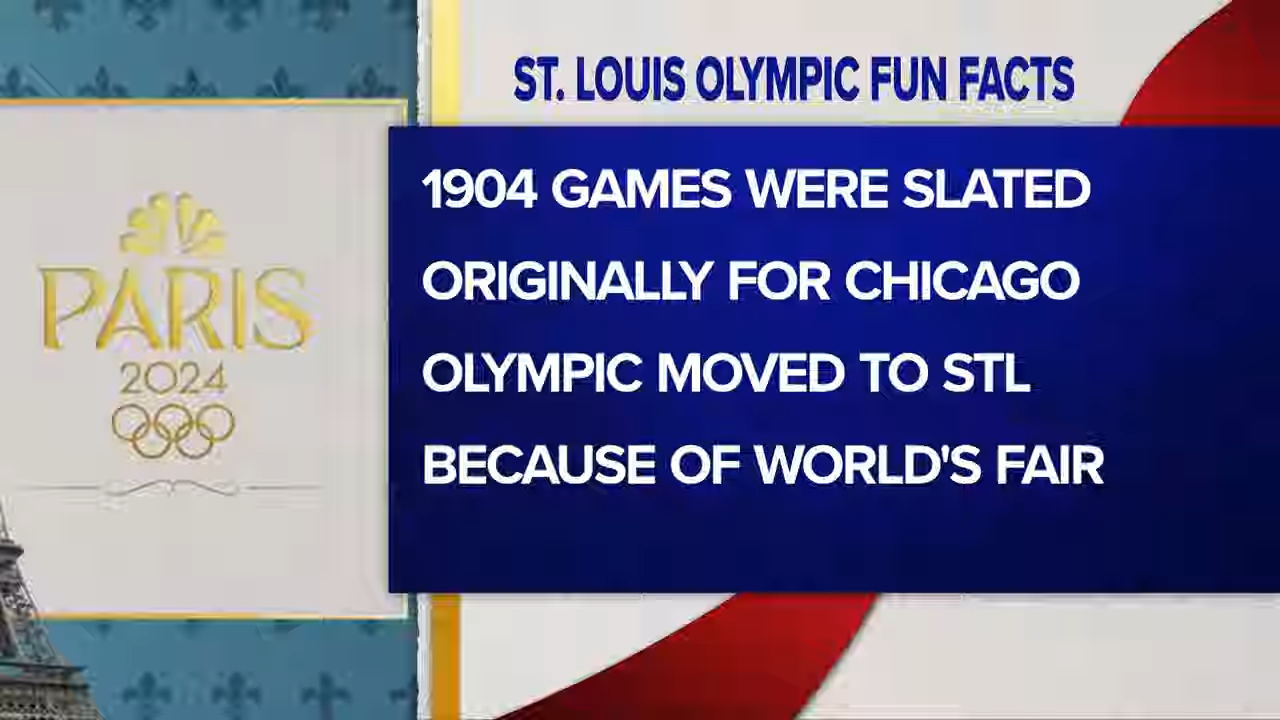 ST. LOUIS OLYMPIC FUN FACTS
1904 GAMES WERE SLATED
ORIGINALLY FOR CHICAGO
OLYMPIC MOVED TO STL
BECAUSE OF WORLD'S FAIR
PARIS
2024